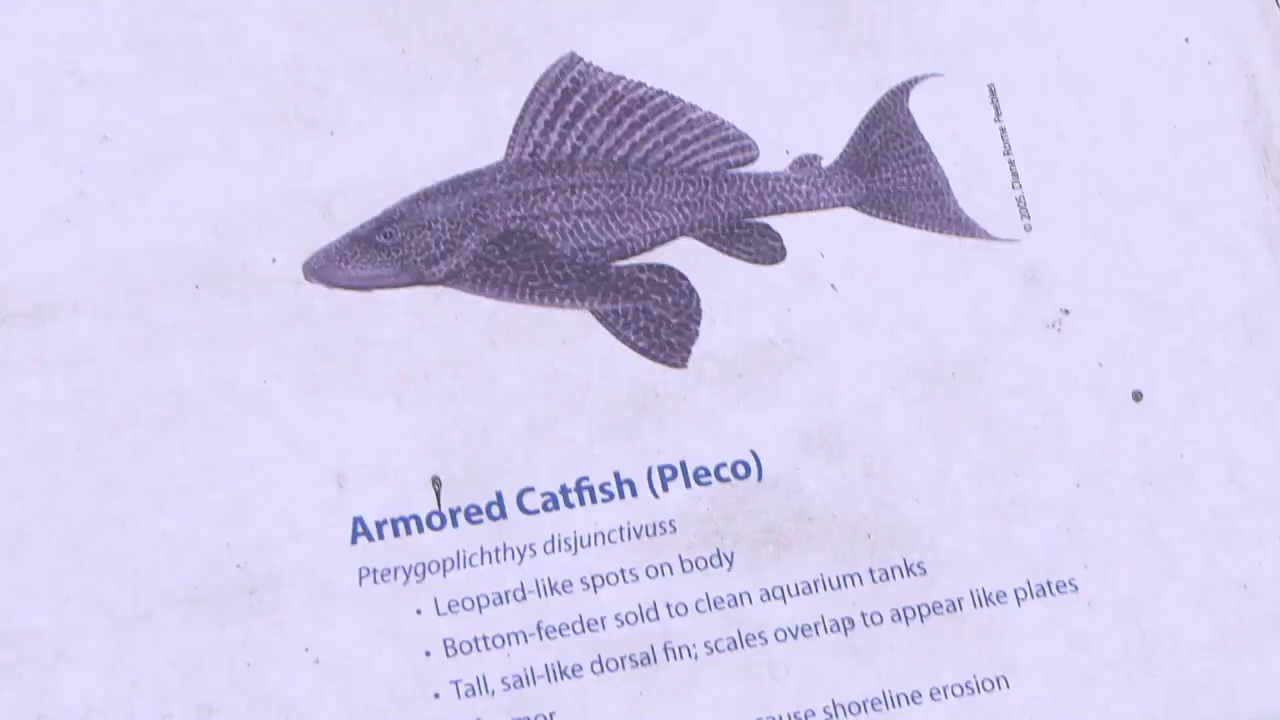 © 2005, Diane Rome Peebles
Armored Catfish (Pleco)
Pterygoplichthys disjunctivuss
• Leopard-like spots on body
• Bottom-feeder sold to clean aquarium tanks
• Tall, sail-like dorsal fin; scales overlap to appear like plates
shoreline erosion